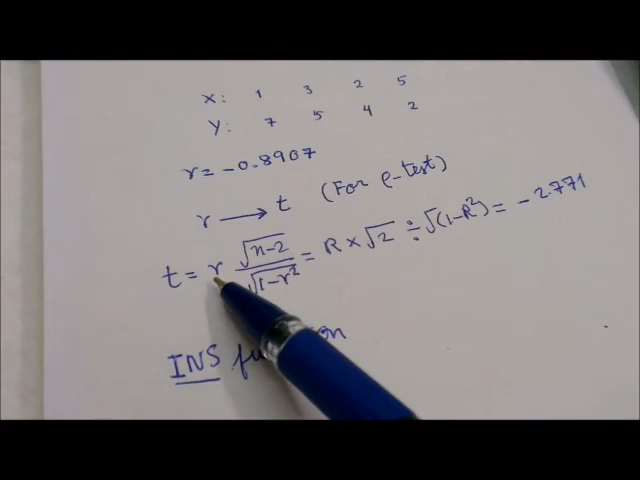 X: 1 3 2 5
Y: 7 5 4 2
r = -0.8907
r → t (For ρ-test)
t = r √(n-2) / √(1-r²) = R × √2 ÷ √(1-R²) = -2.771
INS